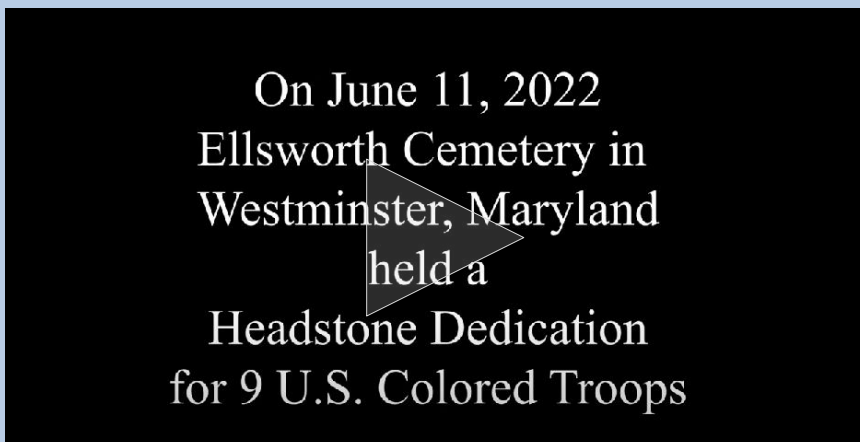 On June 11, 2022
Ellsworth Cemetery in
Westminster, Maryland
held a
Headstone Dedication
for 9 U.S. Colored Troops